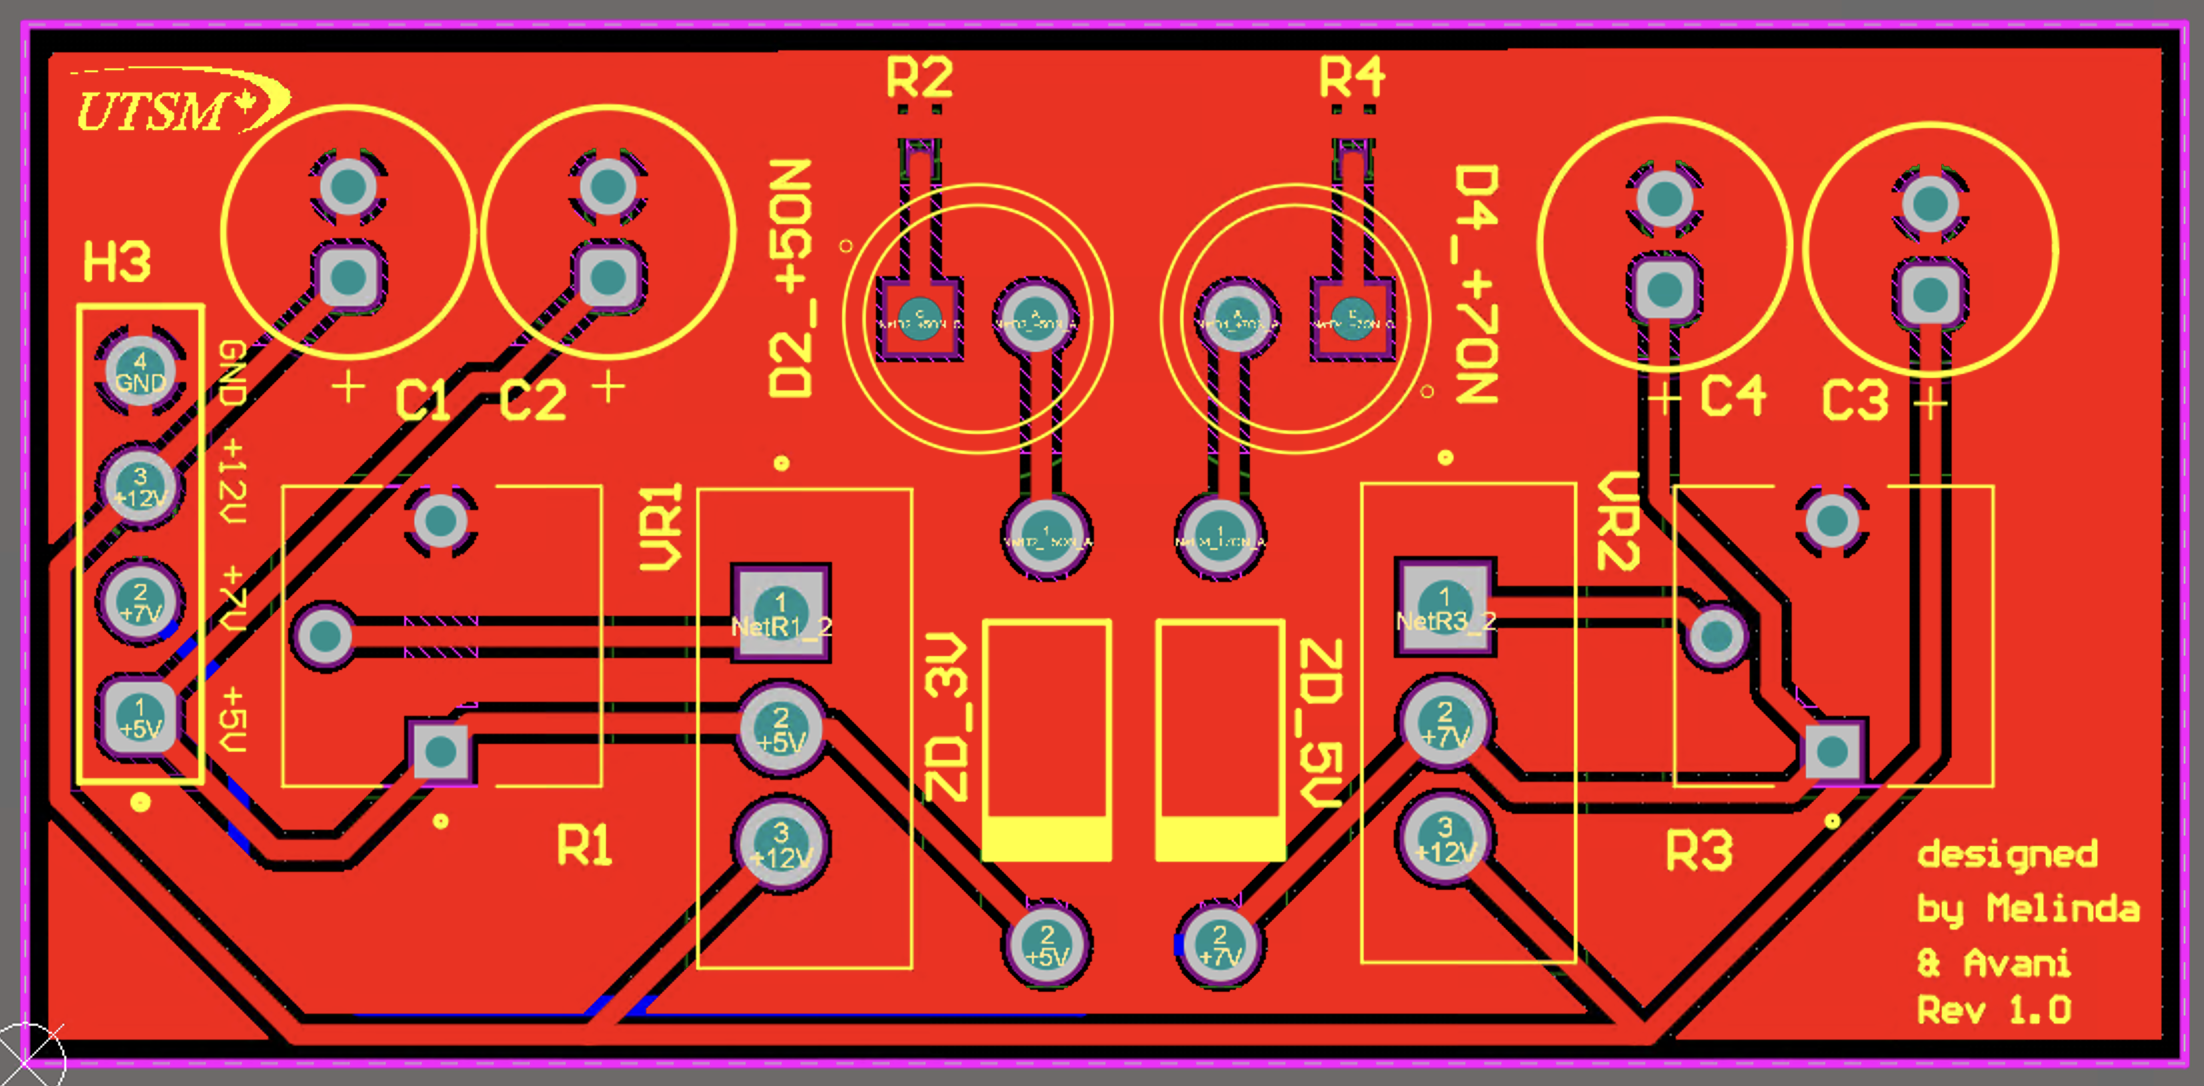 UTSM
R2
R4
H3
D2_+50N
D4_+70N
4
GND
GND
C1
C2
C4
C3
3
+12V
+12V
2
+7V
+7V
1
+5V
+5V
VR1
VR2
1
NetR1_2
2
+5V
3
+12V
R1
ZD_3V
ZD_5V
1
NetR3_2
2
+7V
3
+12V
R3
2
+5V
2
+7V
designed
by Melinda
& Avani
Rev 1.0